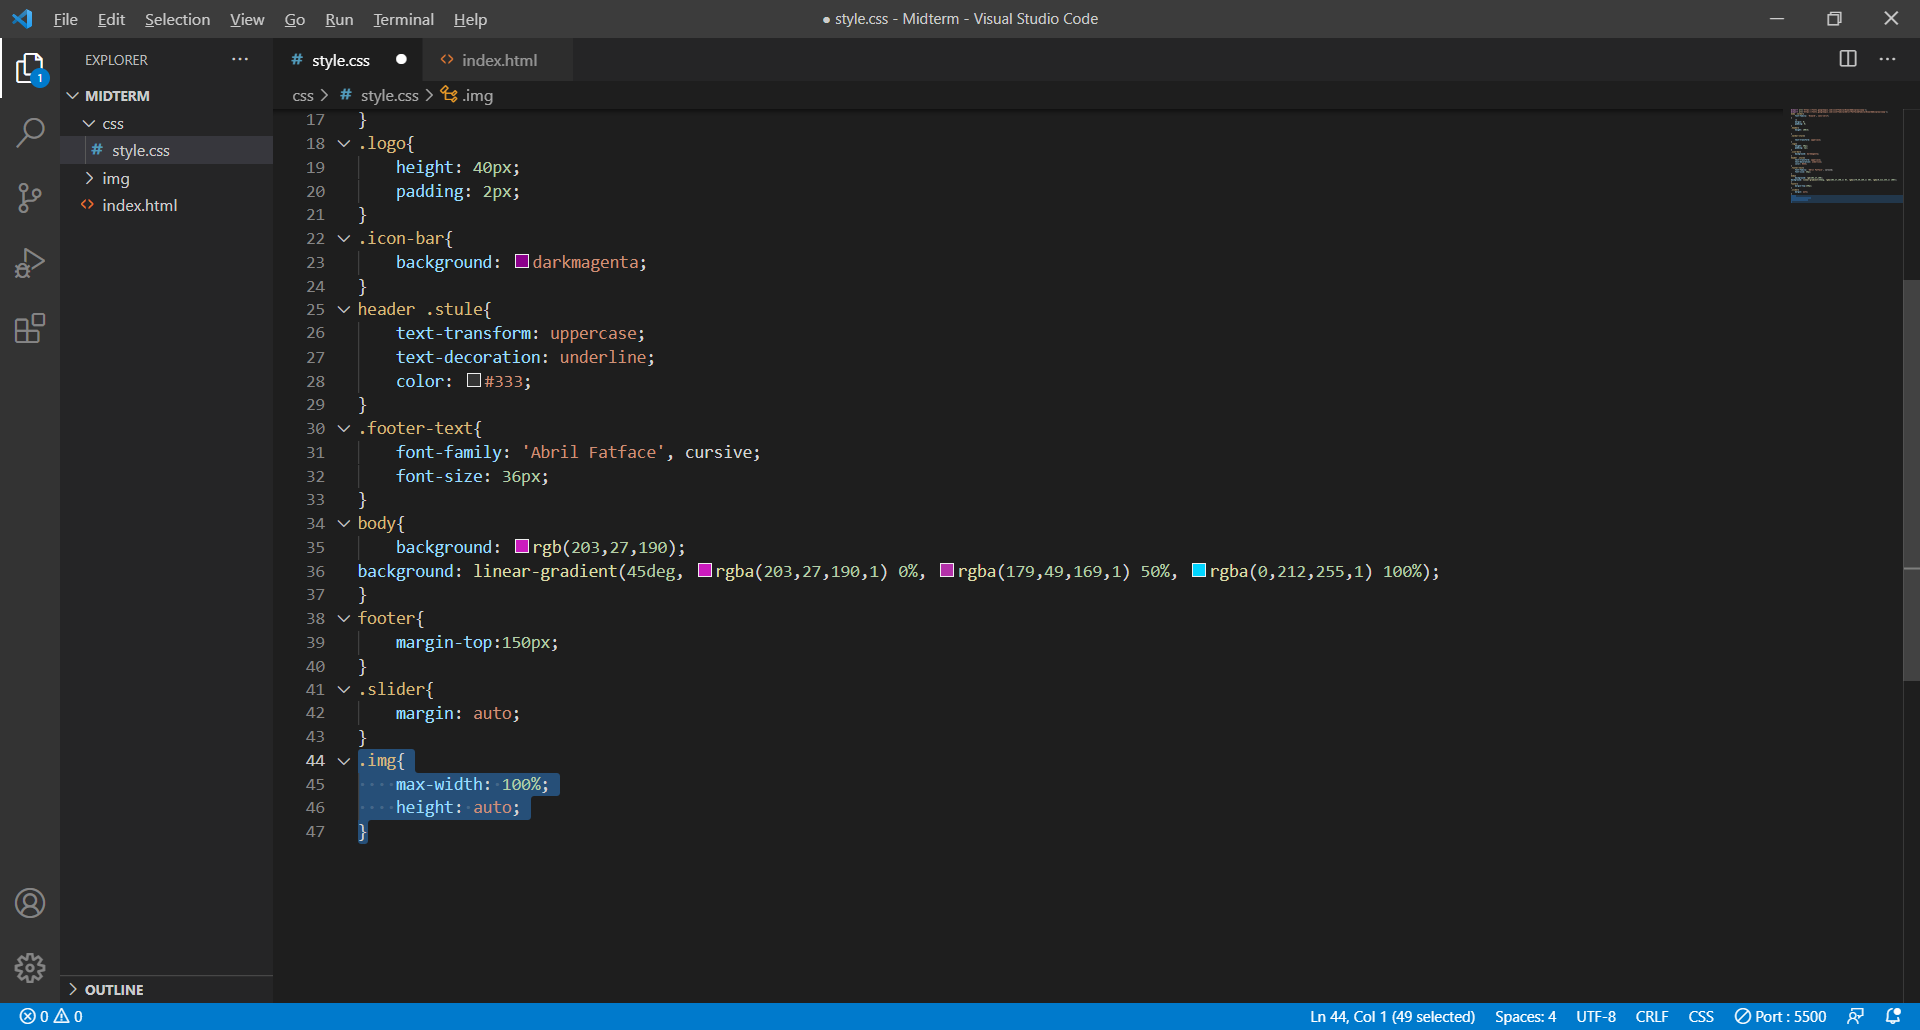 File Edit Selection View Go Run Terminal Help
● style.css - Midterm - Visual Studio Code
1
EXPLORER
MIDTERM
css
# style.css
img
<> index.html
OUTLINE
# style.css ●
<> index.html
css > # style.css > .img
17 }
18 .logo{
19     height: 40px;
20     padding: 2px;
21 }
22 .icon-bar{
23     background: darkmagenta;
24 }
25 header .stule{
26     text-transform: uppercase;
27     text-decoration: underline;
28     color: #333;
29 }
30 .footer-text{
31     font-family: 'Abril Fatface', cursive;
32     font-size: 36px;
33 }
34 body{
35     background: rgb(203,27,190);
36 background: linear-gradient(45deg, rgba(203,27,190,1) 0%, rgba(179,49,169,1) 50%, rgba(0,212,255,1) 100%);
37 }
38 footer{
39     margin-top:150px;
40 }
41 .slider{
42     margin: auto;
43 }
44 .img{
45     max-width: 100%;
46     height: auto;
47 }
0 0
Ln 44, Col 1 (49 selected) Spaces: 4 UTF-8 CRLF CSS Port : 5500